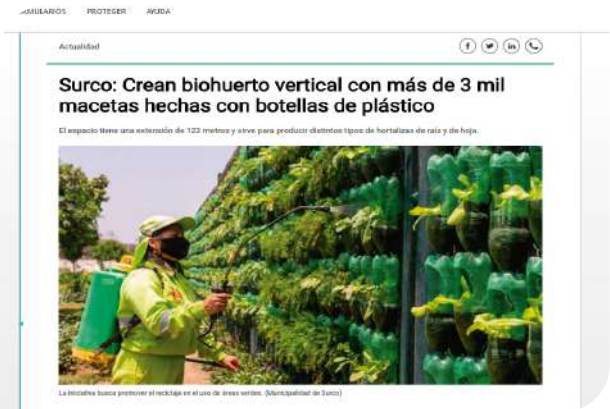 PROTEGER AYUDA
Actualidad
Surco: Crean biohuerto vertical con más de 3 mil
macetas hechas con botellas de plástico
El espacio tiene una extensión de 123 metros y sirve para producir distintos tipos de hortalizas de raíz y de hoja.
La iniciativa busca promover el reciclaje en el uso de áreas verdes. (Municipalidad de Surco)